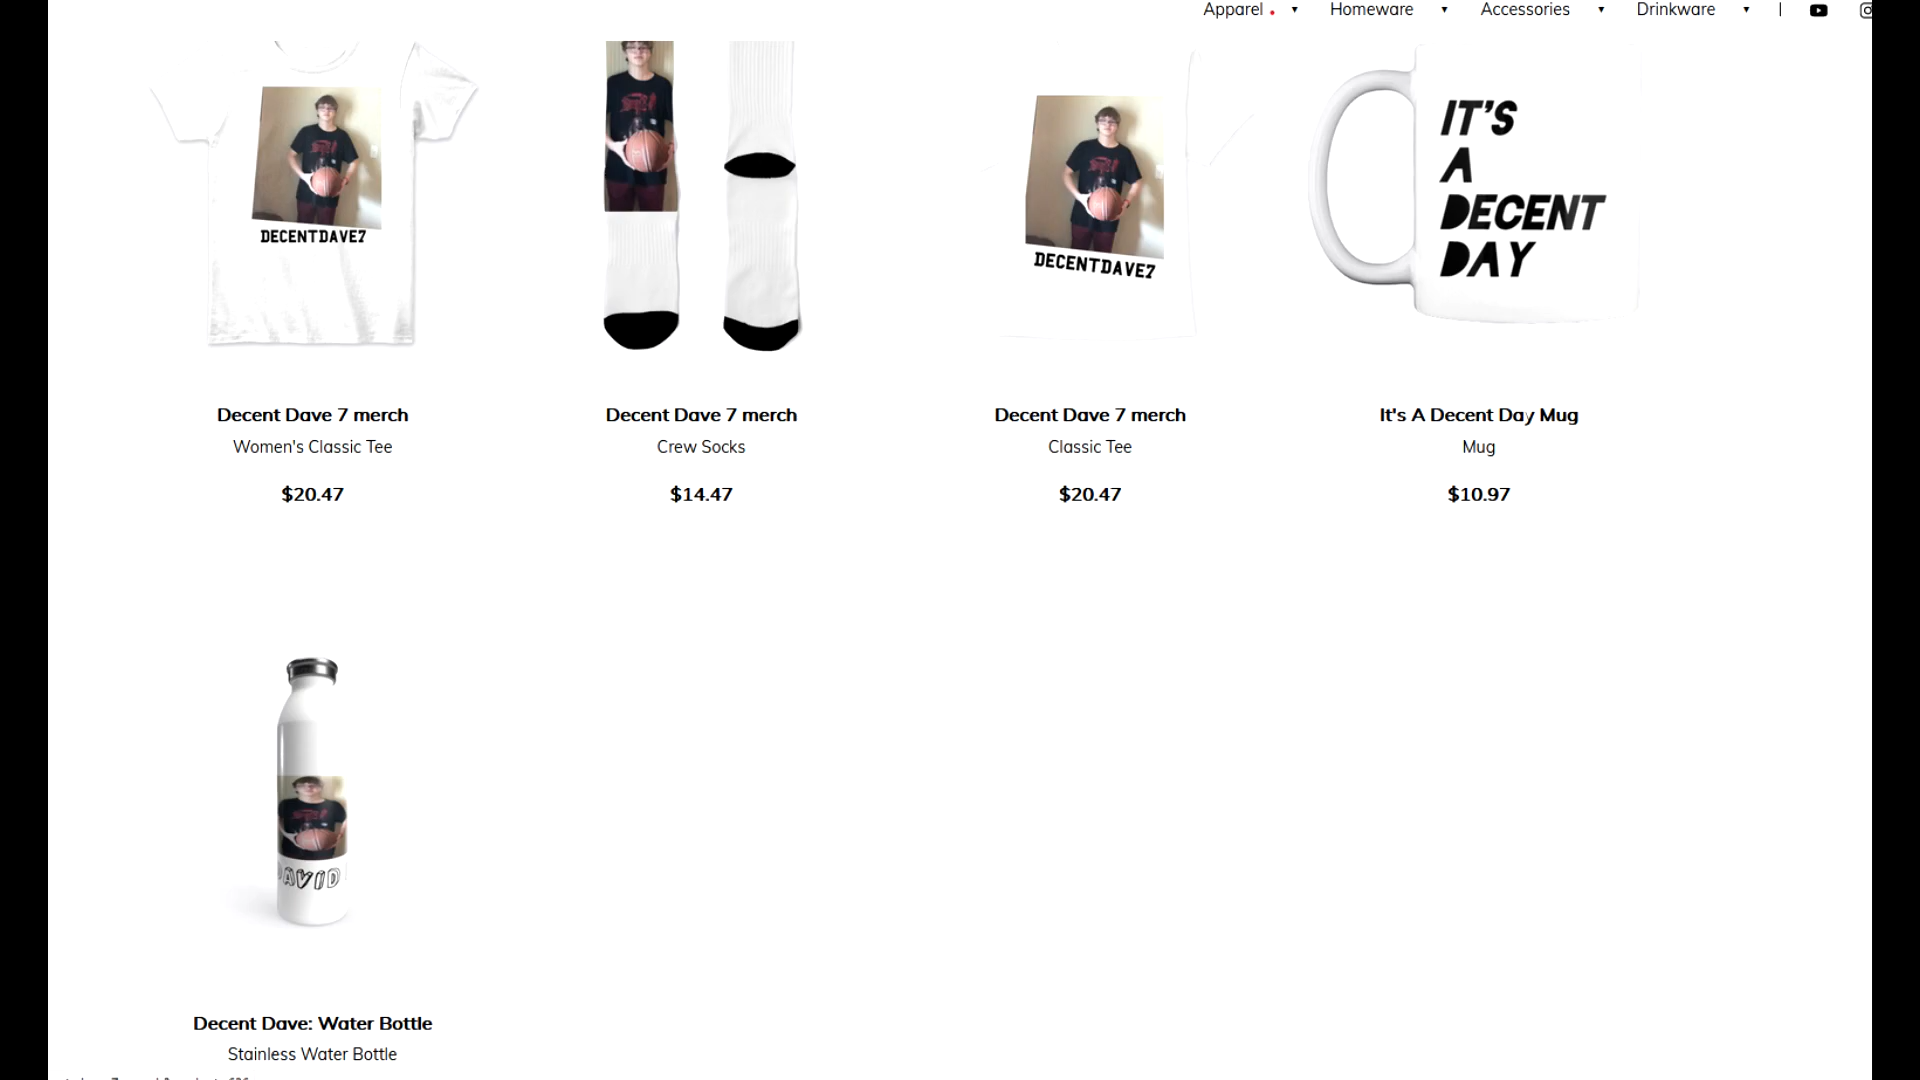 Apparel Homeware Accessories Drinkware
DECENTDAVE7
DECENTDAVE7
IT'S
A
DECENT
DAY
Decent Dave 7 merch
Women's Classic Tee
$20.47
Decent Dave 7 merch
Crew Socks
$14.47
Decent Dave 7 merch
Classic Tee
$20.47
It's A Decent Day Mug
Mug
$10.97
AVID
Decent Dave: Water Bottle
Stainless Water Bottle